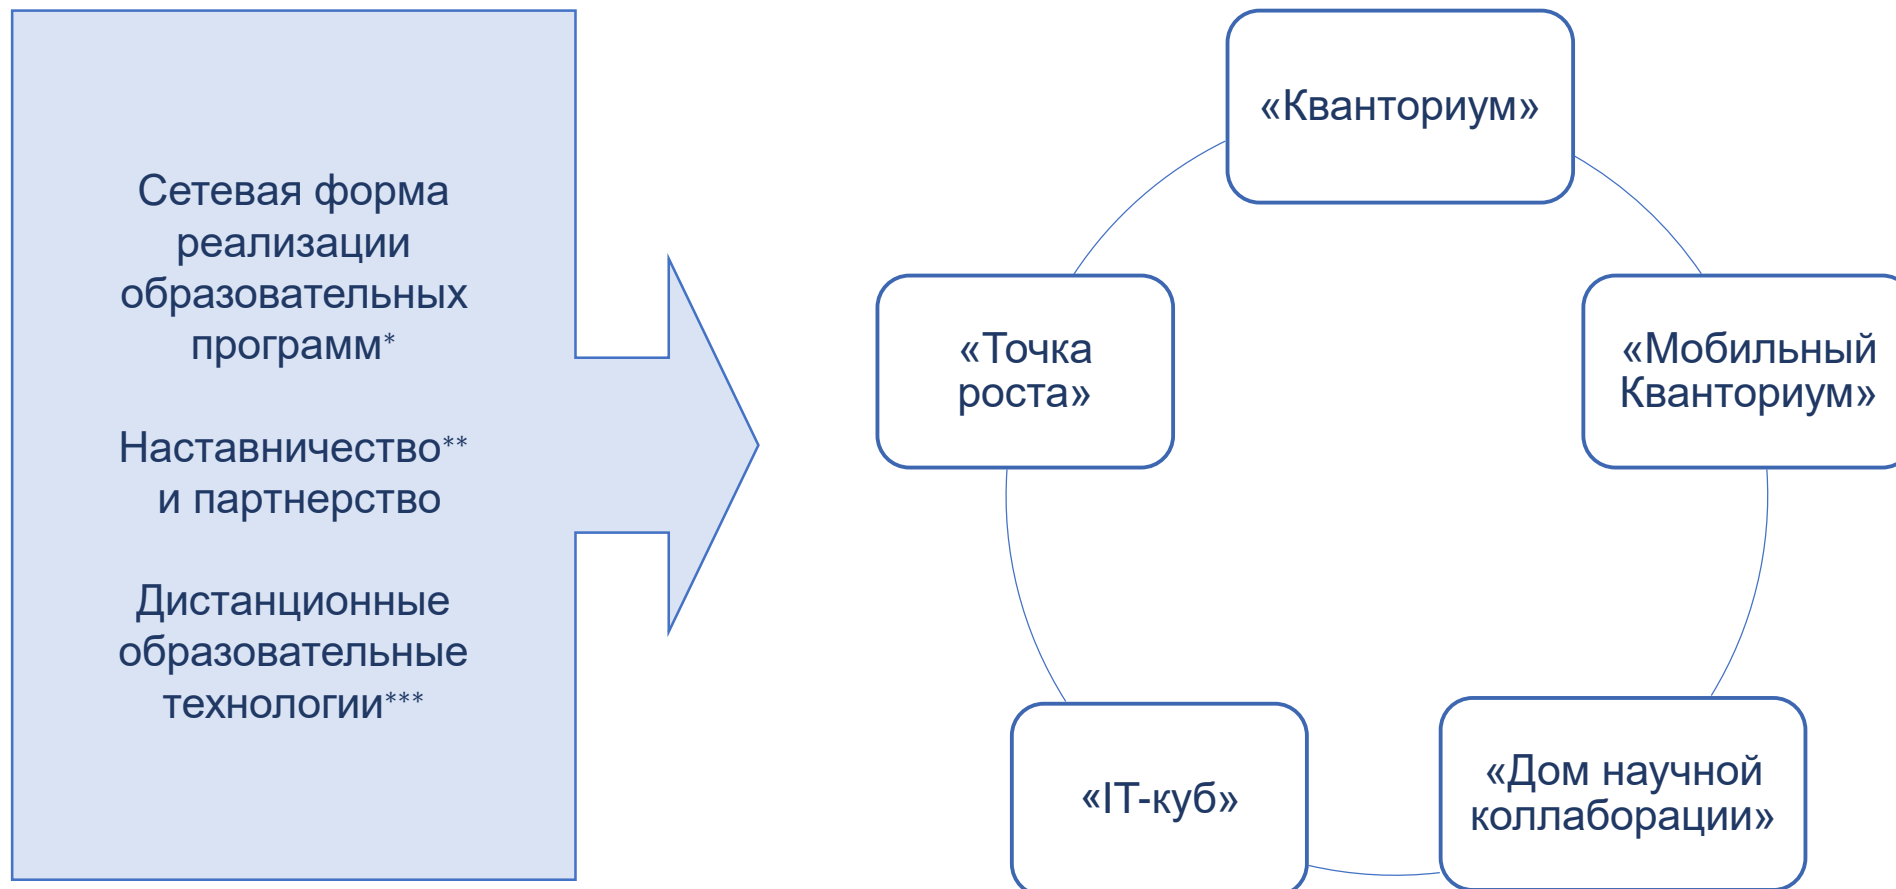 Сетевая форма
реализации
образовательных
программ*
Наставничество**
и партнерство
Дистанционные
образовательные
технологии***
«Кванториум»
«Точка
роста»
«Мобильный
Кванториум»
«IT-куб»
«Дом научной
коллаборации»